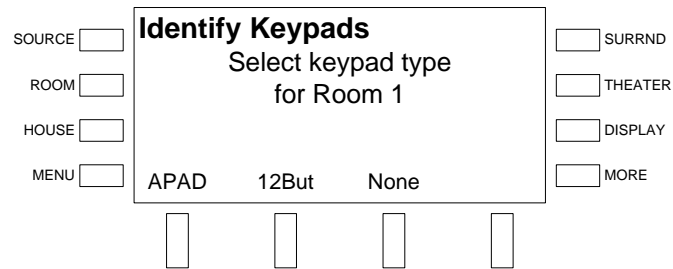 Identify Keypads
SOURCE
SURRND
Select keypad type
ROOM
for Room 1
THEATER
HOUSE
DISPLAY
MENU
APAD 12But None
MORE